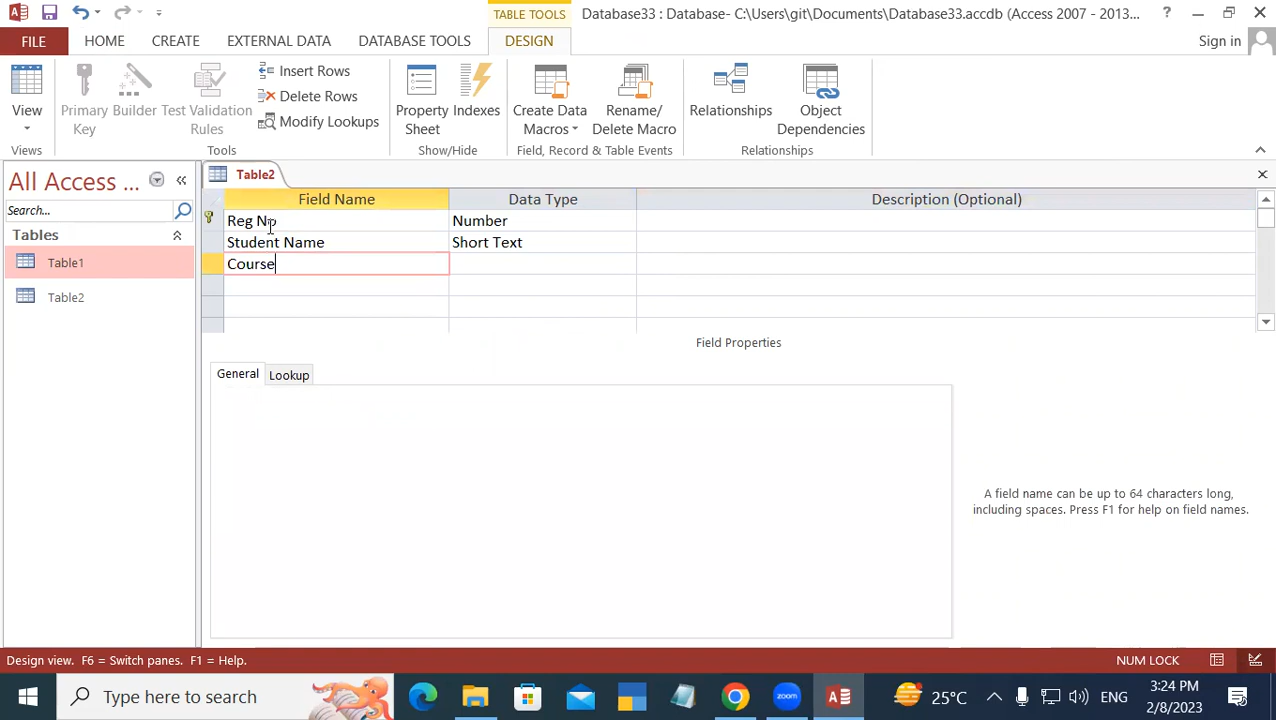 TABLE TOOLS
Database33 : Database- C:\Users\git\Documents\Database33.accdb (Access 2007 - 2013...
?
FILE
HOME
CREATE
EXTERNAL DATA
DATABASE TOOLS
DESIGN
Sign in
View
Primary Key
Builder
Test Validation Rules
Insert Rows
Delete Rows
Modify Lookups
Property Sheet
Indexes
Create Data Macros
Rename/ Delete Macro
Relationships
Object Dependencies
Views
Tools
Show/Hide
Field, Record & Table Events
Relationships
All Access ...
Search...
Tables
Table1
Table2
Table2
Field Name
Data Type
Description (Optional)
Reg No
Number
Student Name
Short Text
Course
Field Properties
General
Lookup
A field name can be up to 64 characters long,
including spaces. Press F1 for help on field names.
Design view. F6 = Switch panes. F1 = Help.
NUM LOCK
Type here to search
zoom
25°C
ENG
3:24 PM
2/8/2023